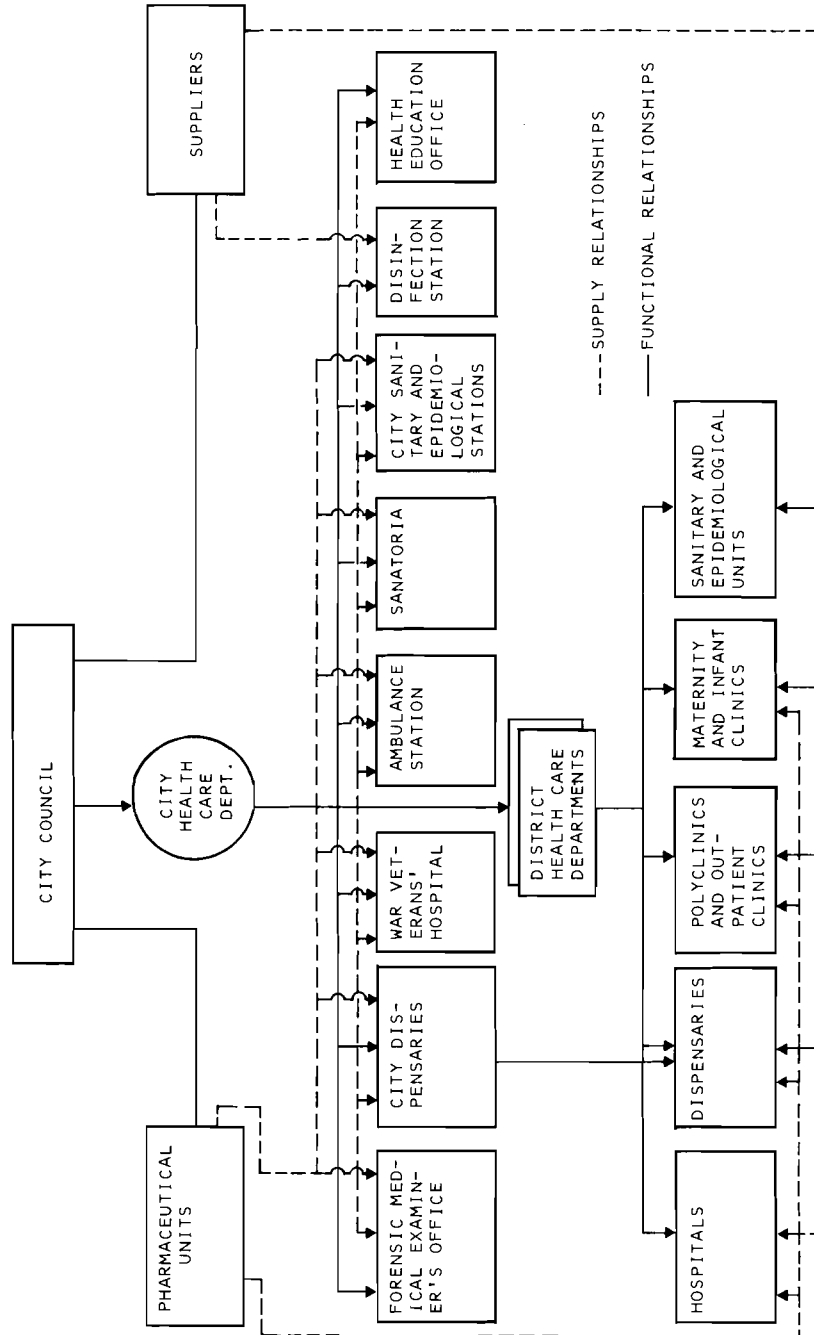 CITY COUNCIL
PHARMACEUTICAL
UNITS
CITY
HEALTH
CARE
DEPT.
SUPPLIERS
FORENSIC MED-
ICAL EXAMIN-
ER'S OFFICE
CITY DIS-
PENSARIES
WAR VET-
ERANS'
HOSPITAL
AMBULANCE
STATION
SANATORIA
CITY SANI-
TARY AND
EPIDEMIO-
LOGICAL
STATIONS
DISIN-
FECTION
STATION
HEALTH
EDUCATION
OFFICE
DISTRICT
HEALTH CARE
DEPARTMENTS
---SUPPLY RELATIONSHIPS
—FUNCTIONAL RELATIONSHIPS
HOSPITALS
DISPENSARIES
POLYCLINICS
AND OUT-
PATIENT
CLINICS
MATERNITY
AND INFANT
CLINICS
SANITARY AND
EPIDEMIOLOGICAL
UNITS